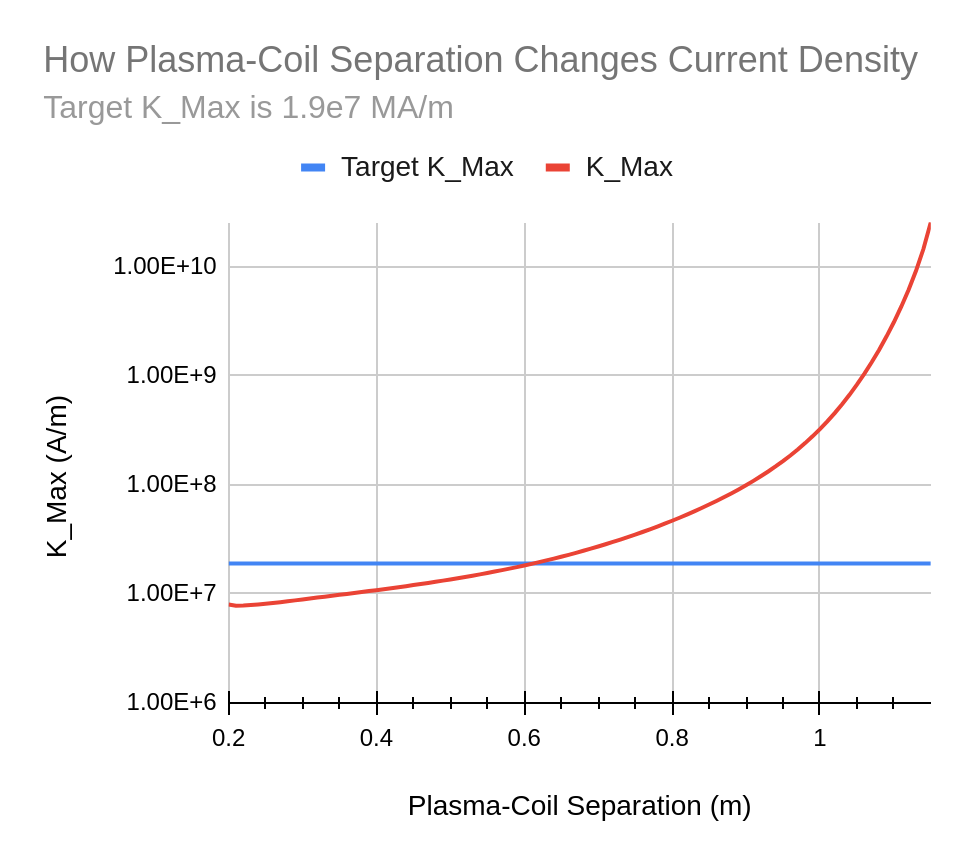 How Plasma-Coil Separation Changes Current Density
Target K_Max is 1.9e7 MA/m
Target K_Max K_Max
1.00E+10
1.00E+9
1.00E+8
1.00E+7
1.00E+6
K_Max (A/m)
0.2 0.4 0.6 0.8 1
Plasma-Coil Separation (m)